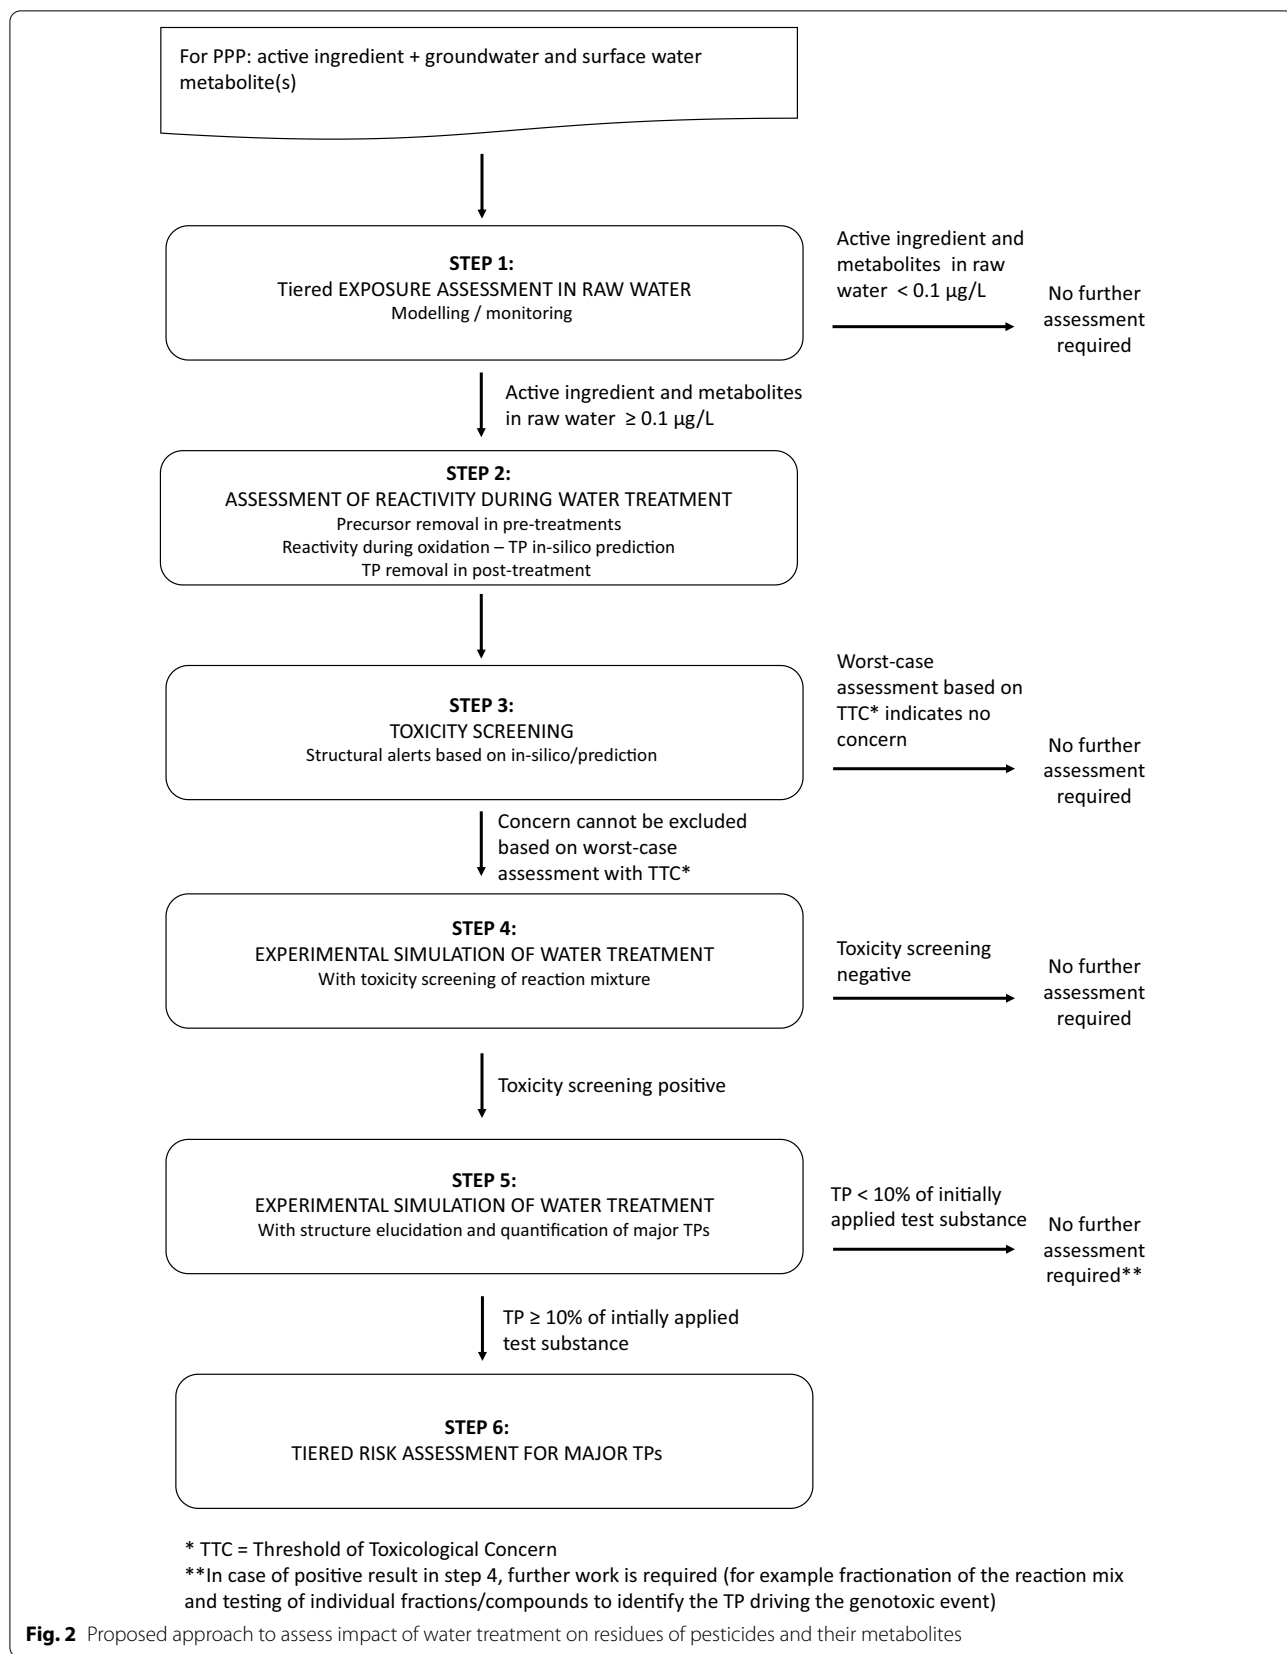 For PPP: active ingredient + groundwater and surface water
metabolite(s)
STEP 1:
Tiered EXPOSURE ASSESSMENT IN RAW WATER
Modelling / monitoring
Active ingredient and
metabolites in raw
water < 0.1 µg/L
No further
assessment
required
Active ingredient and metabolites
in raw water ≥ 0.1 µg/L
STEP 2:
ASSESSMENT OF REACTIVITY DURING WATER TREATMENT
Precursor removal in pre-treatments
Reactivity during oxidation – TP in-silico prediction
TP removal in post-treatment
STEP 3:
TOXICITY SCREENING
Structural alerts based on in-silico/prediction
Worst-case
assessment based on
TTC* indicates no
concern
No further
assessment
required
Concern cannot be excluded
based on worst-case
assessment with TTC*
STEP 4:
EXPERIMENTAL SIMULATION OF WATER TREATMENT
With toxicity screening of reaction mixture
Toxicity screening
negative
No further
assessment
required
Toxicity screening positive
STEP 5:
EXPERIMENTAL SIMULATION OF WATER TREATMENT
With structure elucidation and quantification of major TPs
TP < 10% of initially
applied test substance
No further
assessment
required**
TP ≥ 10% of intially applied
test substance
STEP 6:
TIERED RISK ASSESSMENT FOR MAJOR TPs
* TTC = Threshold of Toxicological Concern
**In case of positive result in step 4, further work is required (for example fractionation of the reaction mix
and testing of individual fractions/compounds to identify the TP driving the genotoxic event)
Fig. 2 Proposed approach to assess impact of water treatment on residues of pesticides and their metabolites